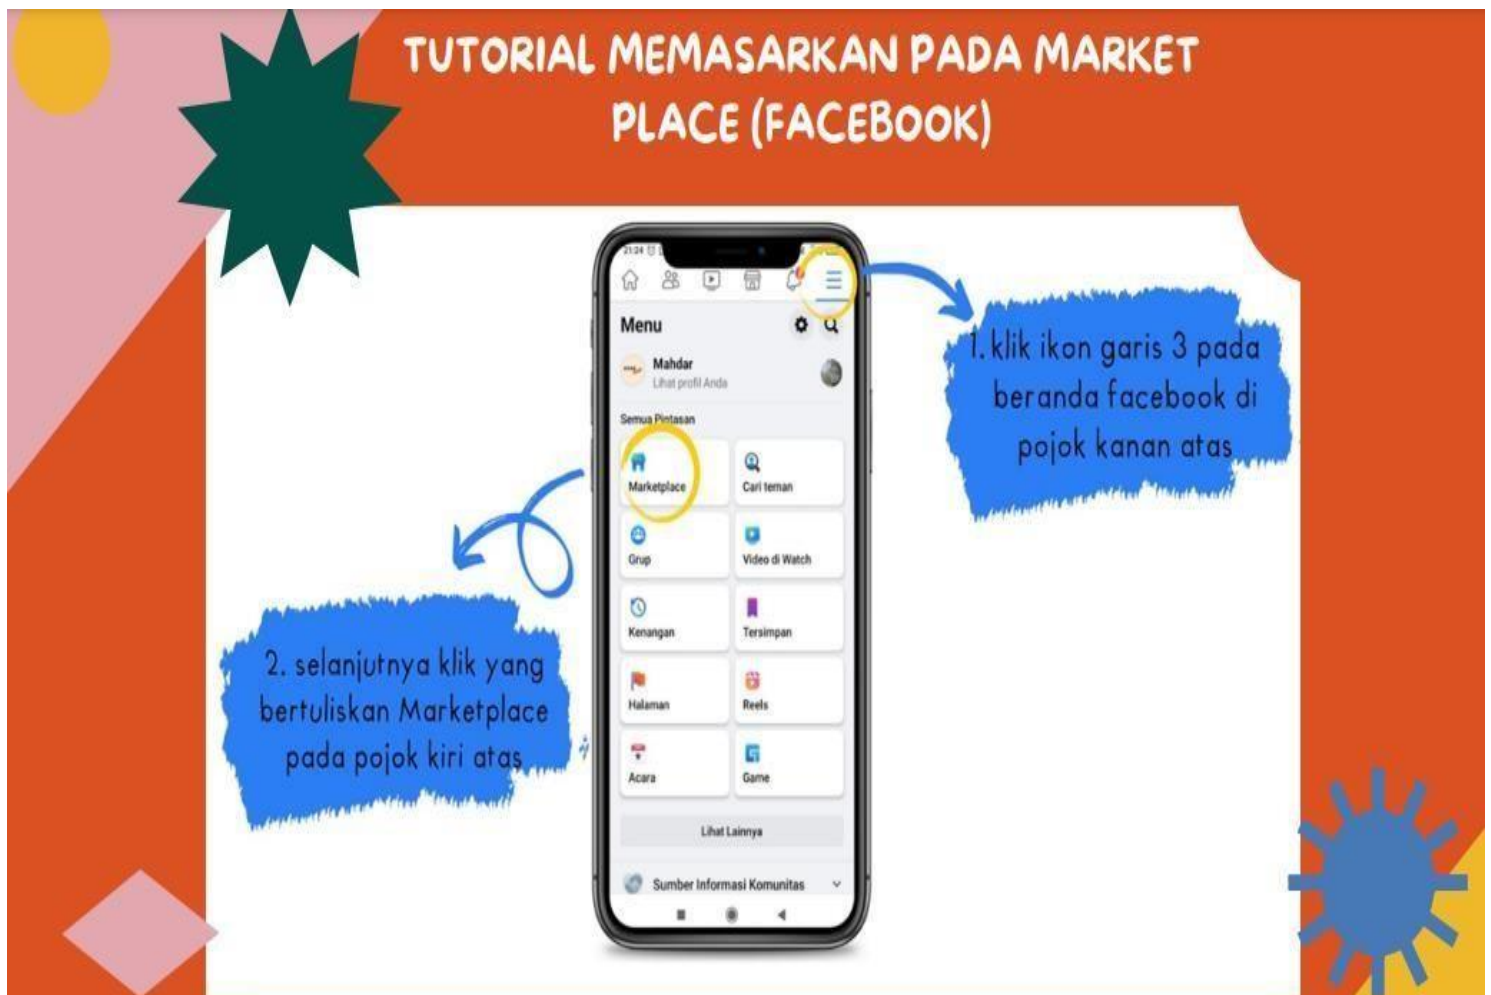 TUTORIAL MEMASARKAN PADA MARKET
PLACE (FACEBOOK)
21:24
Menu
Mahdar
Lihat profil Anda
Semua Pintasan
Marketplace
Cari teman
Grup
Video di Watch
Kenangan
Tersimpan
Halaman
Reels
Acara
Game
Lihat Lainnya
Sumber Informasi Komunitas
1. klik ikon garis 3 pada
beranda facebook di
pojok kanan atas
2. selanjutnya klik yang
bertuliskan Marketplace
pada pojok kiri atas